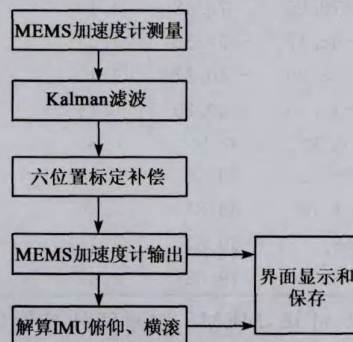 MEMS加速度计测量
Kalman滤波
六位置标定补偿
MEMS加速度计输出
界面显示和
保存
解算IMU俯仰、横滚